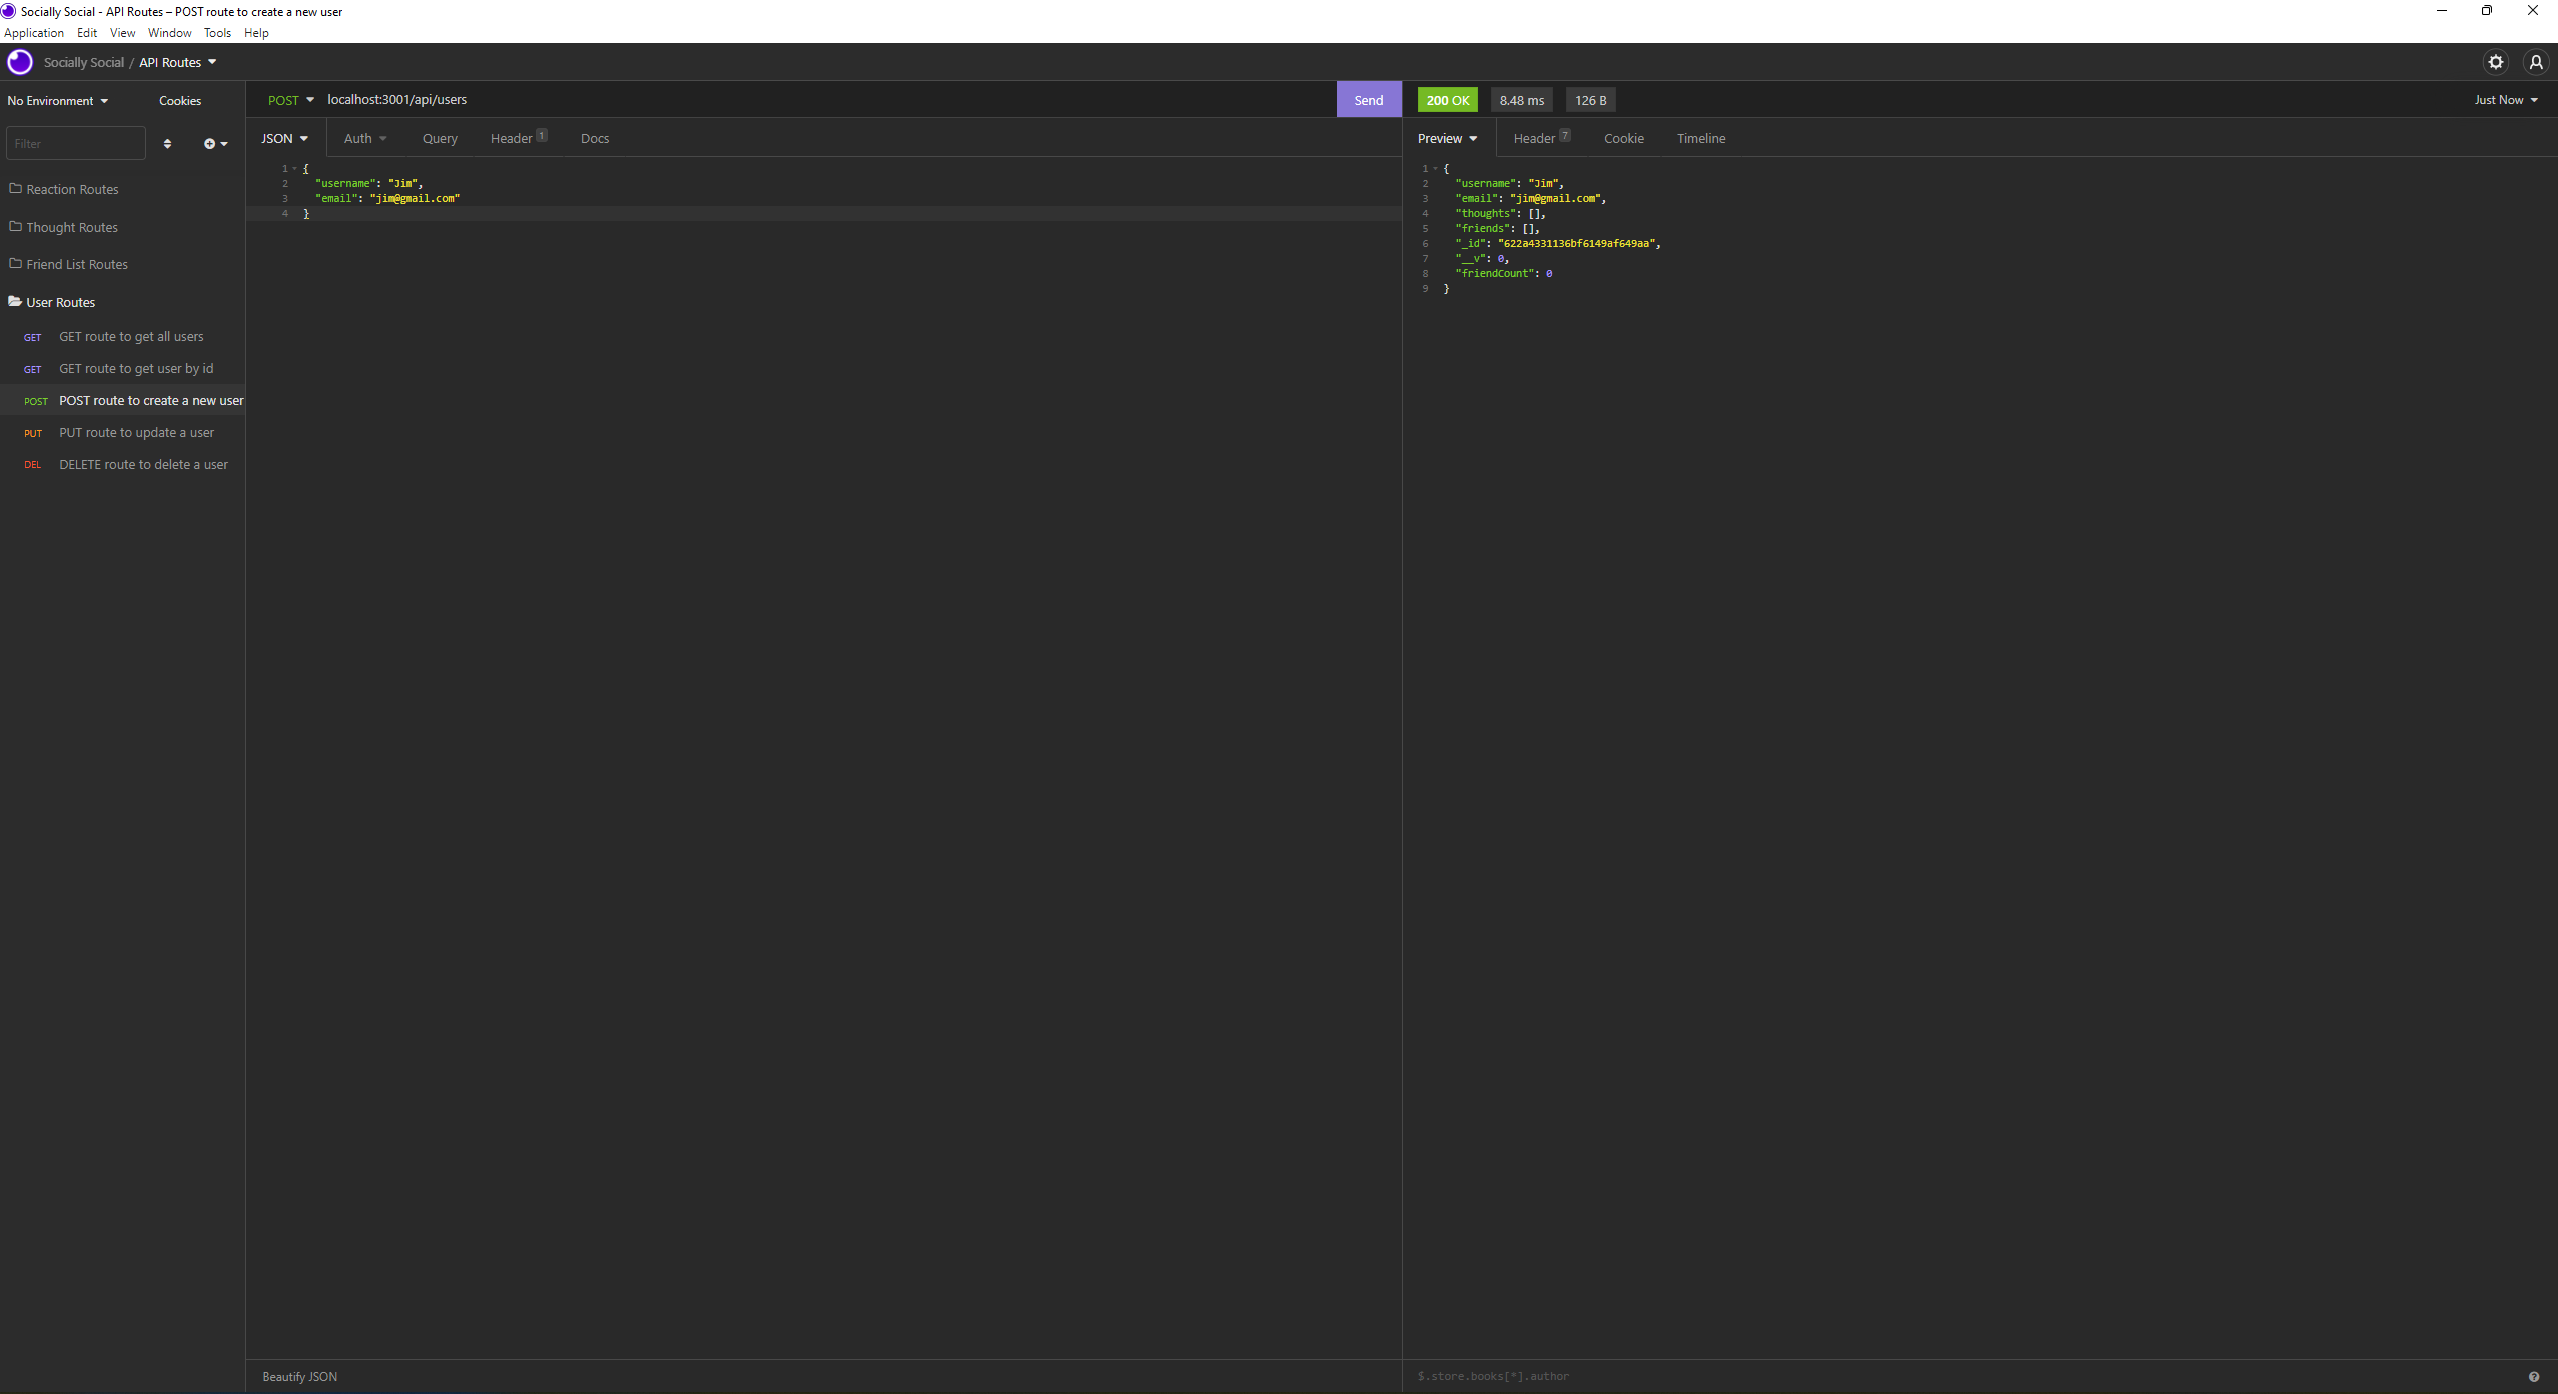 Socially Social - API Routes – POST route to create a new user
Application Edit View Window Tools Help
Socially Social / API Routes
No Environment Cookies
Filter
Reaction Routes
Thought Routes
Friend List Routes
User Routes
GET GET route to get all users
GET GET route to get user by id
POST POST route to create a new user
PUT PUT route to update a user
DEL DELETE route to delete a user
POST localhost:3001/api/users Send
JSON Auth Query Header 1 Docs
1 {
2 "username": "Jim",
3 "email": "jim@gmail.com"
4 }
Beautify JSON
200 OK 8.48 ms 126 B Just Now
Preview Header 7 Cookie Timeline
1 {
2 "username": "Jim",
3 "email": "jim@gmail.com",
4 "thoughts": [],
5 "friends": [],
6 "_id": "622a4331136bf6149af649aa",
7 "__v": 0,
8 "friendCount": 0
9 }
$.store.books[*].author